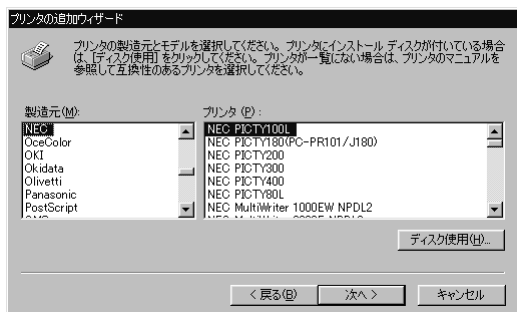 プリンタの追加ウィザード
プリンタの製造元とモデルを選択してください。プリンタにインストール ディスクが付いている場合
は、[ディスク使用] をクリックしてください。プリンタが一覧にない場合は、プリンタのマニュアルを
参照して互換性のあるプリンタを選択してください。
製造元(M):
NEC
OceColor
OKI
Okidata
Olivetti
Panasonic
PostScript
プリンタ (P) :
NEC PICTY100L
NEC PICTY180(PC-PR101/J180)
NEC PICTY200
NEC PICTY300
NEC PICTY400
NEC PICTY80L
NEC MultiWriter 1000EW NPDL2
ディスク使用(H)...
< 戻る(B)
次へ >
キャンセル